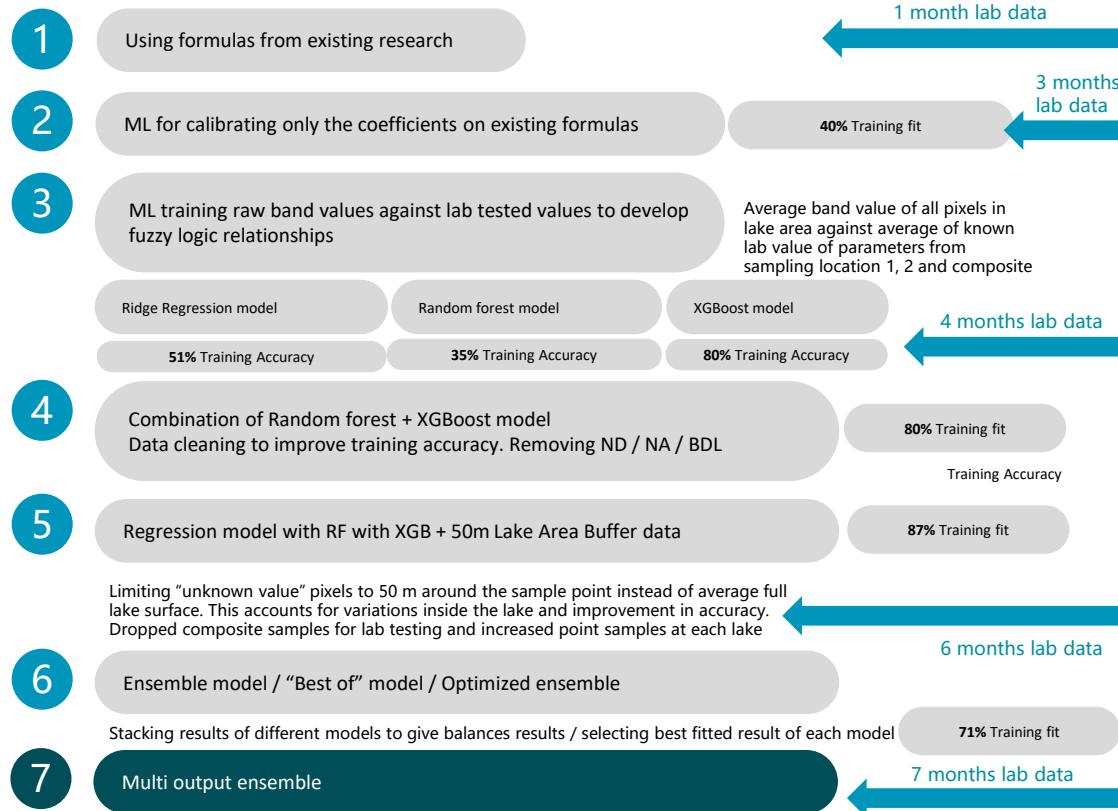 1 month lab data
1
Using formulas from existing research
3 months
lab data
2
ML for calibrating only the coefficients on existing formulas
40% Training fit
3
ML training raw band values against lab tested values to develop
fuzzy logic relationships
Average band value of all pixels in
lake area against average of known
lab value of parameters from
sampling location 1, 2 and composite
Ridge Regression model
Random forest model
XGBoost model
51% Training Accuracy
35% Training Accuracy
80% Training Accuracy
4 months lab data
4
Combination of Random forest + XGBoost model
Data cleaning to improve training accuracy. Removing ND / NA / BDL
80% Training fit
Training Accuracy
5
Regression model with RF with XGB + 50m Lake Area Buffer data
87% Training fit
Limiting “unknown value” pixels to 50 m around the sample point instead of average full
lake surface. This accounts for variations inside the lake and improvement in accuracy.
Dropped composite samples for lab testing and increased point samples at each lake
6 months lab data
6
Ensemble model / “Best of” model / Optimized ensemble
Stacking results of different models to give balances results / selecting best fitted result of each model
71% Training fit
7
Multi output ensemble
7 months lab data